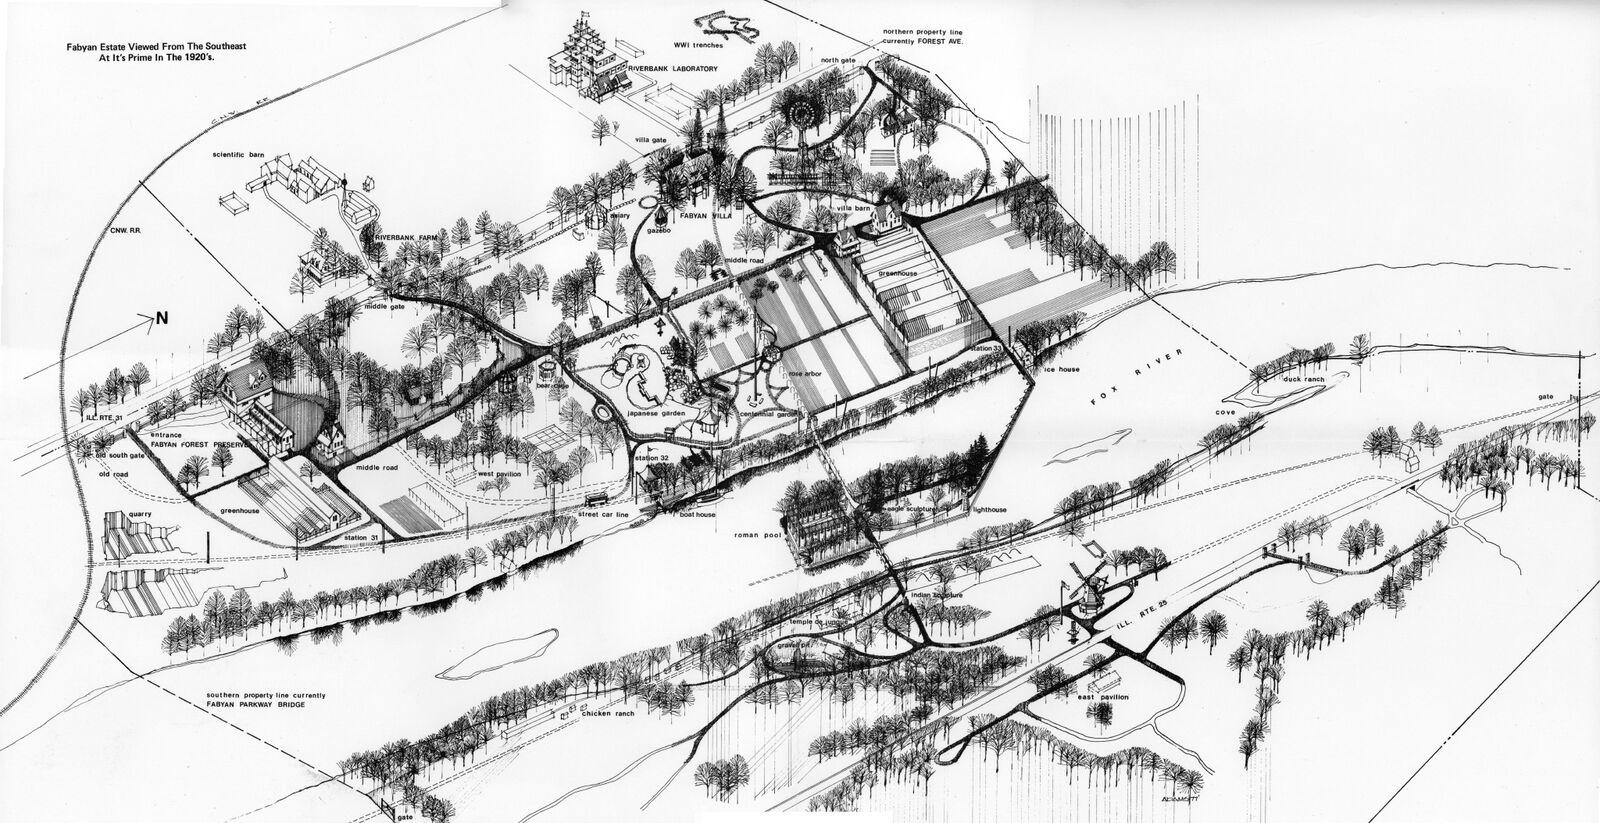 Fabyan Estate Viewed From The Southeast
At It's Prime In The 1920's.
WWI trenches
RIVERBANK LABORATORY
northern property line
currently FOREST AVE.
north gate
C.N.W. R.R.
villa gate
scientific barn
aviary
FABYAN VILLA
villa barn
gazebo
CNW. R.R.
RIVERBANK FARM
middle road
greenhouse
middle gate
N
station 33
ice house
FOX RIVER
bear cage
rose arbor
duck ranch
gate
japanese garden
centennial garden
cove
ILL. RTE. 31
entrance
FABYAN FOREST PRESERVE
old south gate
old road
middle road
station 32
west pavilion
quarry
greenhouse
street car line
boat house
eagle sculpture
lighthouse
station 31
roman pool
indian sculpture
temple de junque
ILL. RTE. 25
gravel pit
southern property line currently
FABYAN PARKWAY BRIDGE
east pavilion
chicken ranch
gate